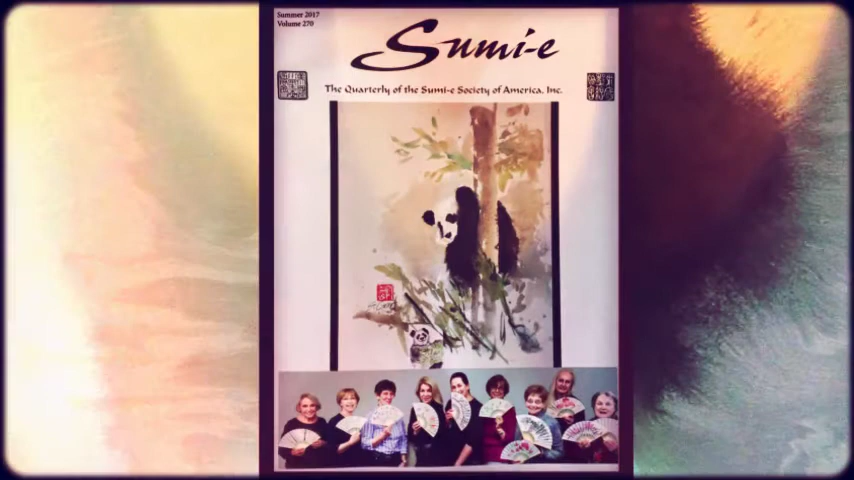 Summer 2017
Volume 270
Sumi-e
The Quarterly of the Sumi-e Society of America, Inc.